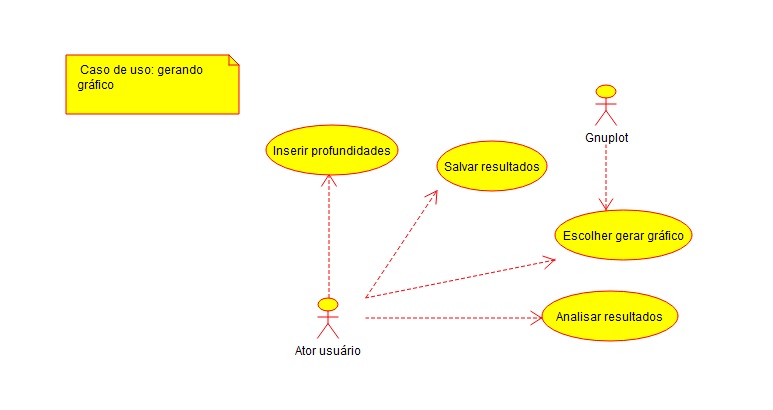 Caso de uso: gerando
gráfico
Gnuplot
Inserir profundidades
Salvar resultados
Escolher gerar gráfico
Analisar resultados
Ator usuário